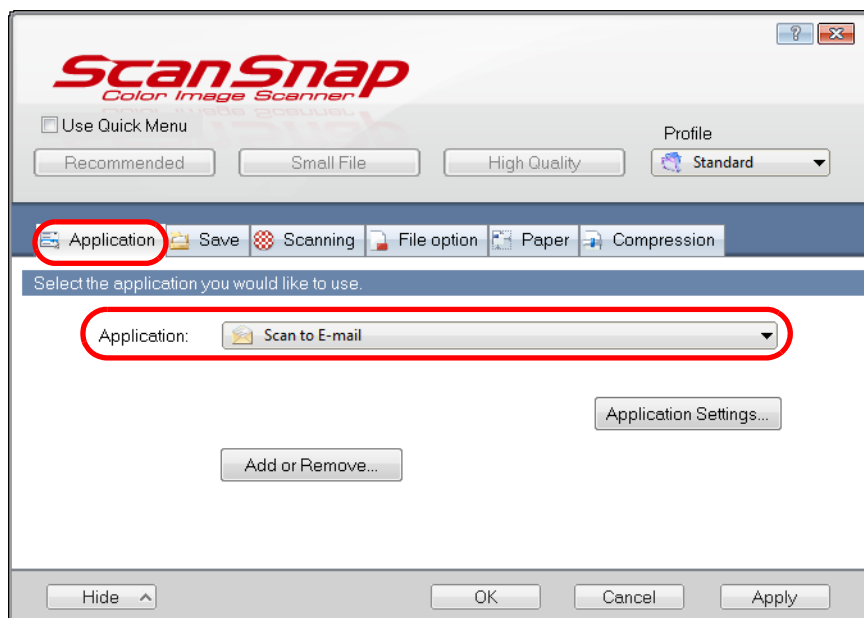 ScanSnap
Color Image Scanner
Use Quick Menu
Profile
Recommended Small File High Quality Standard
Application Save Scanning File option Paper Compression
Select the application you would like to use.
Application: Scan to E-mail
Application Settings...
Add or Remove...
Hide OK Cancel Apply